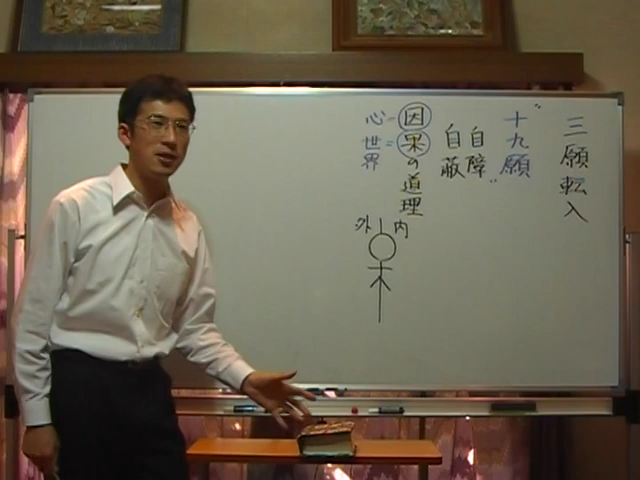 三願転入
十九願
〃
自障
自蔽
〃
因果の道理
心=
世界=
外
内